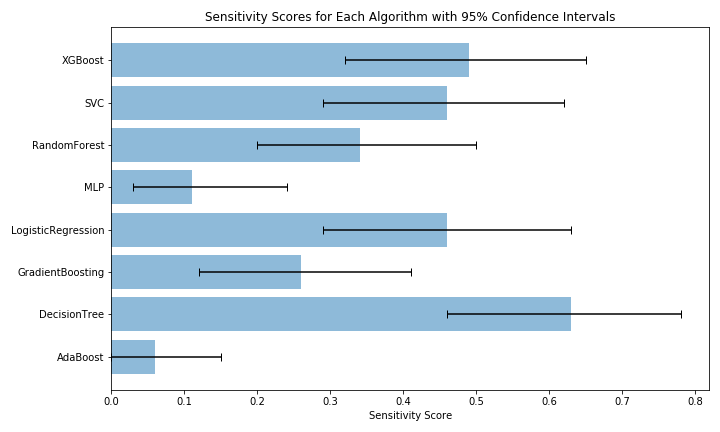 Sensitivity Scores for Each Algorithm with 95% Confidence Intervals
XGBoost
SVC
RandomForest
MLP
LogisticRegression
GradientBoosting
DecisionTree
AdaBoost
0.0 0.1 0.2 0.3 0.4 0.5 0.6 0.7 0.8
Sensitivity Score